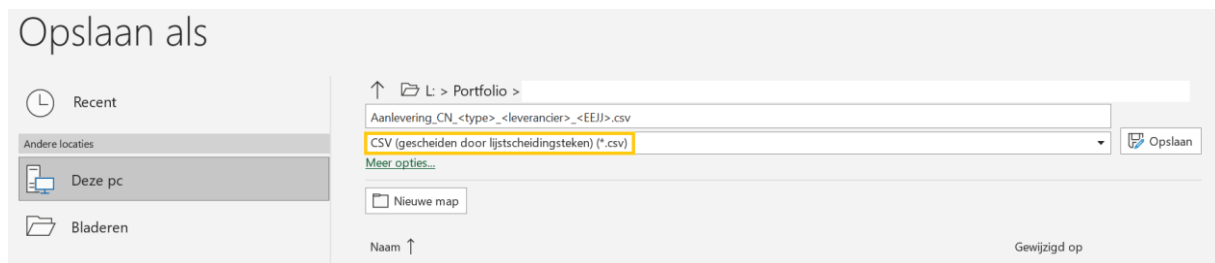 Opslaan als
Recent
Andere locaties
Deze pc
Bladeren
L: > Portfolio >
Aanlevering_CN_<type>_<leverancier>_<EEJJ>.csv
CSV (gescheiden door lijstscheidingsteken) (*.csv)
Opslaan
Meer opties...
Nieuwe map
Naam ↑ Gewijzigd op